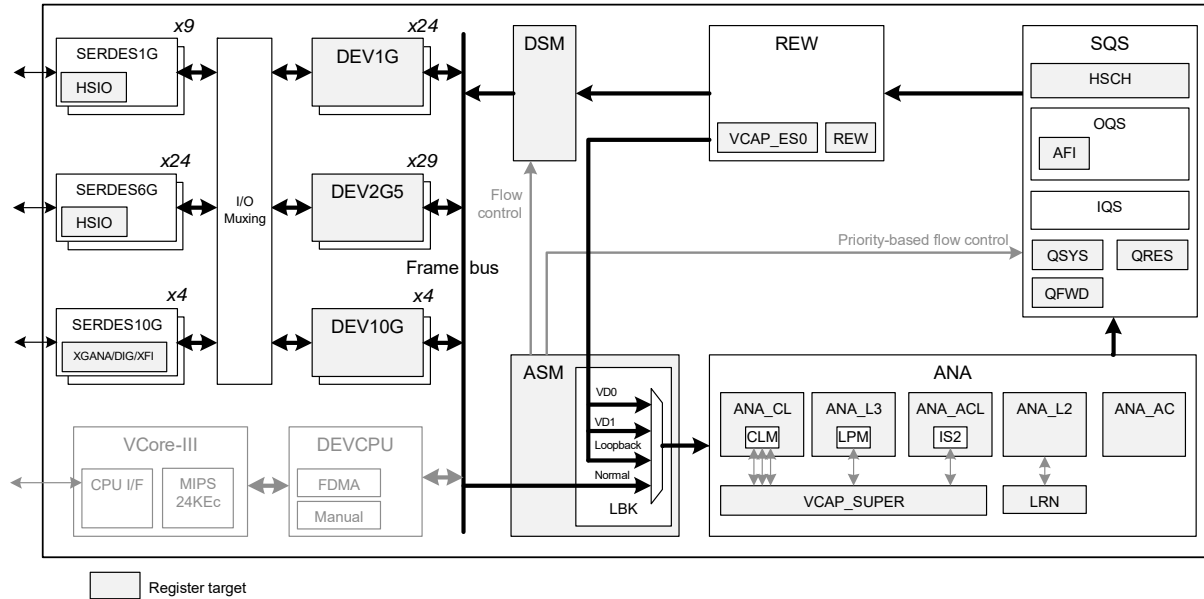 x9
SERDES1G
HSIO
x24
DEV1G
x24
SERDES6G
HSIO
x29
DEV2G5
I/O
Muxing
Frame bus
x4
SERDES10G
XGANA/DIG/XFI
x4
DEV10G
VCore-III
CPU I/F
MIPS
24KEc
DEVCPU
FDMA
Manual
DSM
Flow
control
REW
VCAP_ES0
REW
SQS
HSCH
OQS
AFI
IQS
QSYS
QRES
QFWD
Priority-based flow control
ASM
VD0
VD1
Loopback
Normal
LBK
ANA
ANA_CL
CLM
ANA_L3
LPM
ANA_ACL
IS2
ANA_L2
ANA_AC
VCAP_SUPER
LRN
Register target